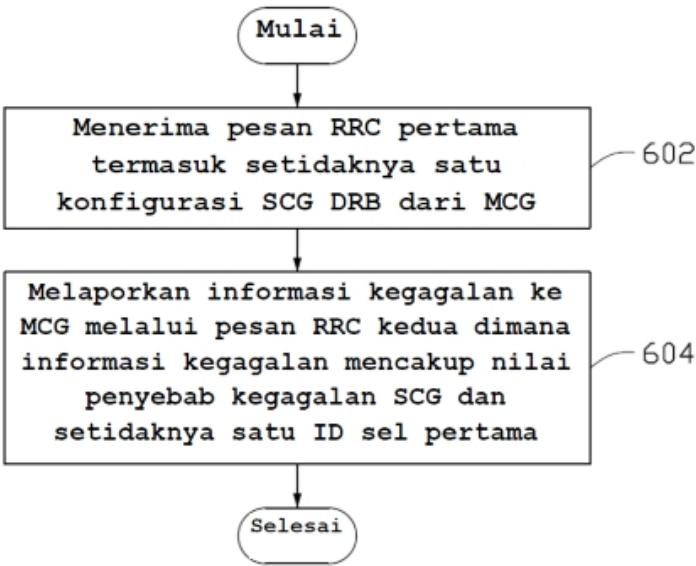 Mulai
Menerima pesan RRC pertama
termasuk setidaknya satu
konfigurasi SCG DRB dari MCG
602
Melaporkan informasi kegagalan ke
MCG melalui pesan RRC kedua dimana
informasi kegagalan mencakup nilai
penyebab kegagalan SCG dan
setidaknya satu ID sel pertama
604
Selesai